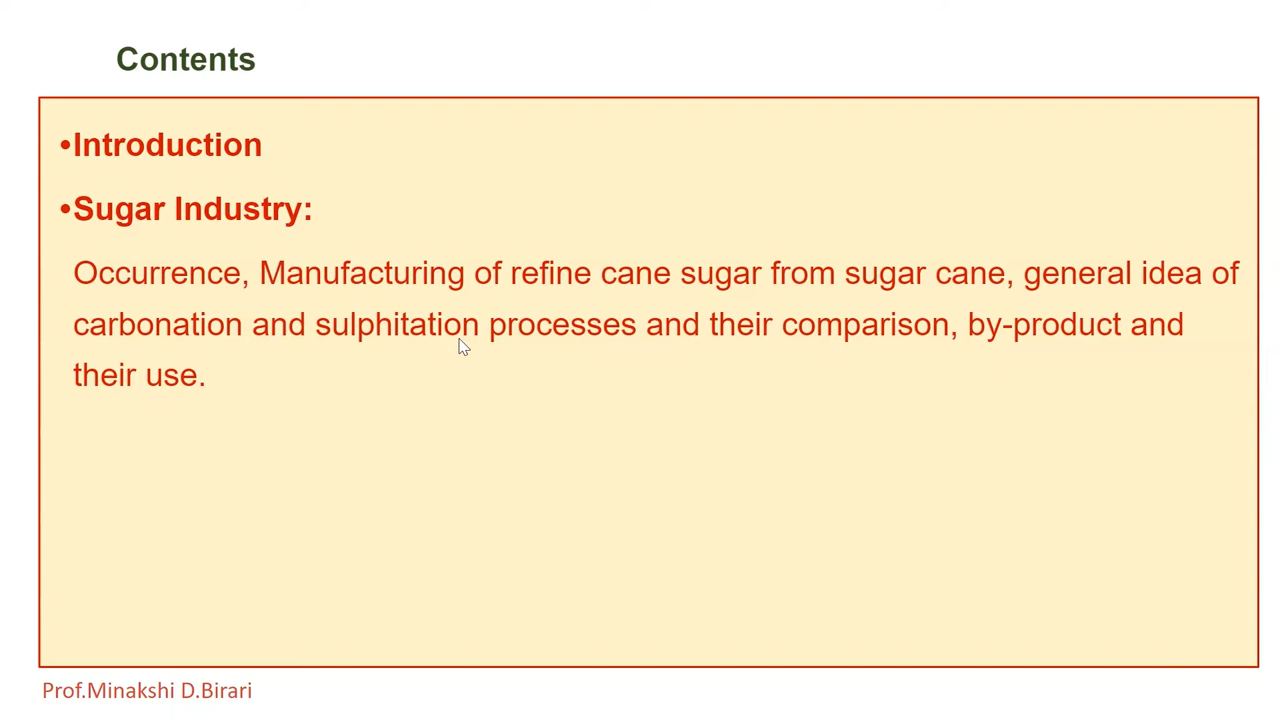 Contents
•Introduction
•Sugar Industry:
Occurrence, Manufacturing of refine cane sugar from sugar cane, general idea of
carbonation and sulphitation processes and their comparison, by-product and
their use.
Prof.Minakshi D.Birari